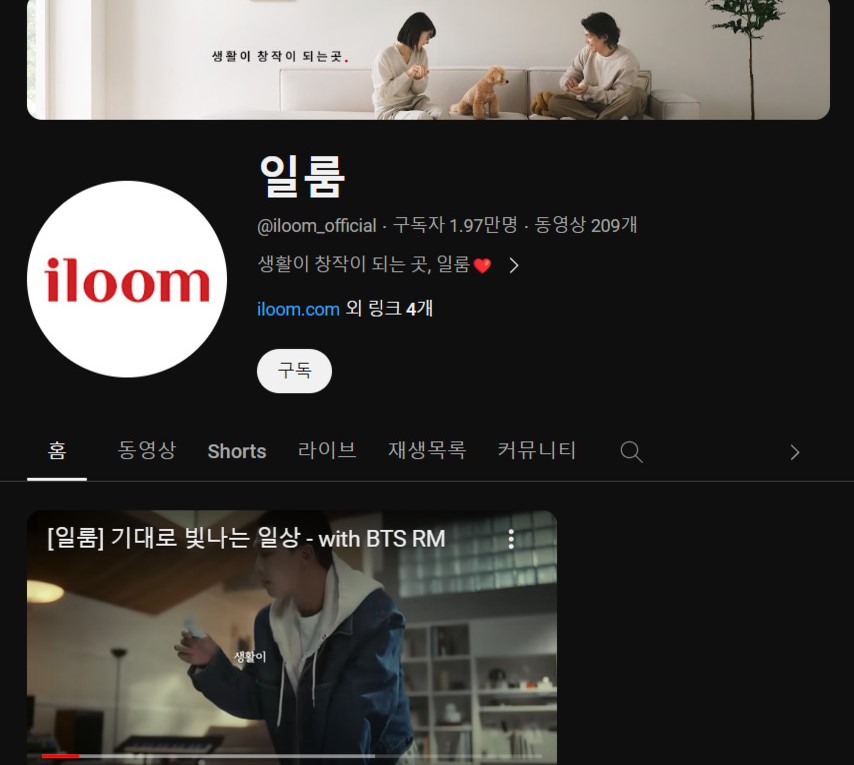 생활이 창작이 되는곳.
일룸
iloom
@iloom_official · 구독자 1.97만명 · 동영상 209개
생활이 창작이 되는 곳, 일룸❤️
iloom.com 외 링크 4개
구독
홈 동영상 Shorts 라이브 재생목록 커뮤니티
[일룸] 기대로 빛나는 일상 - with BTS RM
생활이